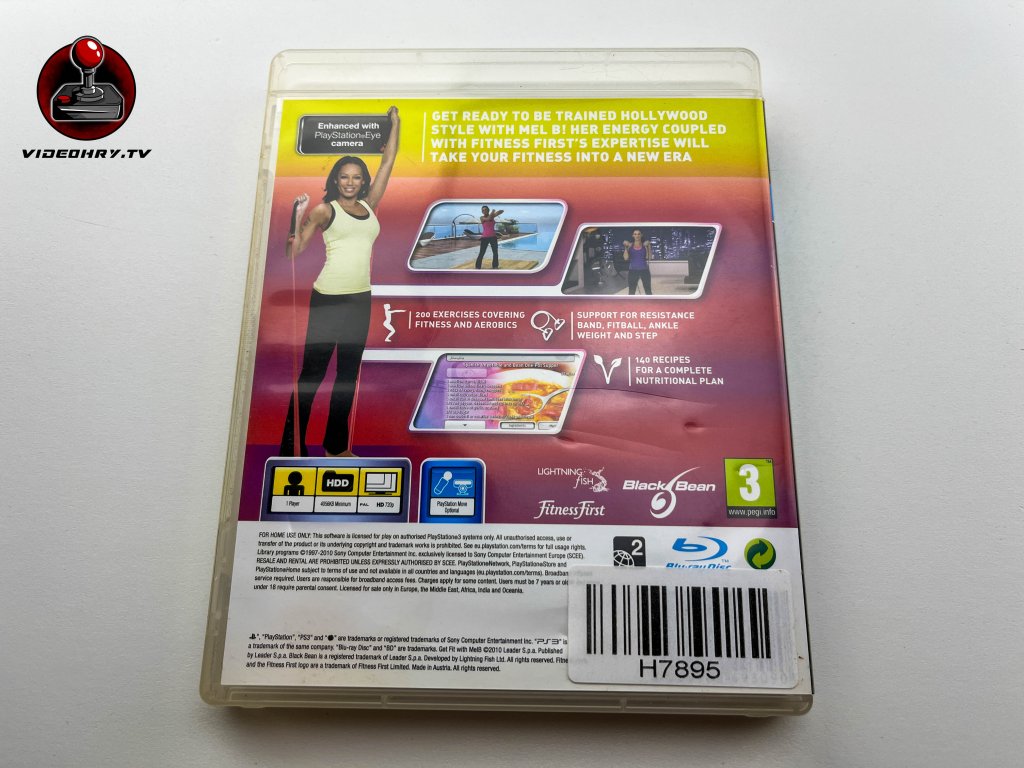 VIDEOHRY.TV
Enhanced with
PlayStation®Eye
camera
GET READY TO BE TRAINED HOLLYWOOD
STYLE WITH MEL B! HER ENERGY COUPLED
WITH FITNESS FIRST'S EXPERTISE WILL
TAKE YOUR FITNESS INTO A NEW ERA
200 EXERCISES COVERING
FITNESS AND AEROBICS
SUPPORT FOR RESISTANCE
BAND, FITBALL, ANKLE
WEIGHT AND STEP
140 RECIPES
FOR A COMPLETE
NUTRITIONAL PLAN
1 Player
HDD
4556KB Minimum
PAL HD 720p
PlayStation Move
Optional
LIGHTNING
FISH
Black Bean
FitnessFirst
3
www.pegi.info
FOR HOME USE ONLY: This software is licensed for play on authorised PlayStation®3 systems only. All unauthorised access, use or
transfer of the product or its underlying copyright and trademark works is prohibited. See eu.playstation.com/terms for full usage rights.
Library programs ©1997-2010 Sony Computer Entertainment Inc. exclusively licensed to Sony Computer Entertainment Europe (SCEE).
RESALE AND RENTAL ARE PROHIBITED UNLESS EXPRESSLY AUTHORISED BY SCEE. PlayStation®Network, PlayStation®Store and
PlayStation®Home subject to terms of use and not available in all countries and languages (eu.playstation.com/terms). Broadband
service required. Users are responsible for broadband access fees. Charges apply for some content. Users must be 7 years or
under 18 require parental consent. Licensed for sale only in Europe, the Middle East, Africa, India and Oceania.
2
Blu-ray Disc
"PlayStation", "PS3" and are trademarks or registered trademarks of Sony Computer Entertainment Inc. "PS3" is
a trademark of the same company. "Blu-ray Disc" and "BD" are trademarks. Get Fit with MelB ©2010 Leader S.p.a. Published
by Leader S.p.a. Black Bean is a registered trademark of Leader S.p.a. Developed by Lightning Fish Ltd. All rights reserved.
and the Fitness First logo are a trademark of Fitness First Limited. Made in Austria. All rights reserved.
H7895